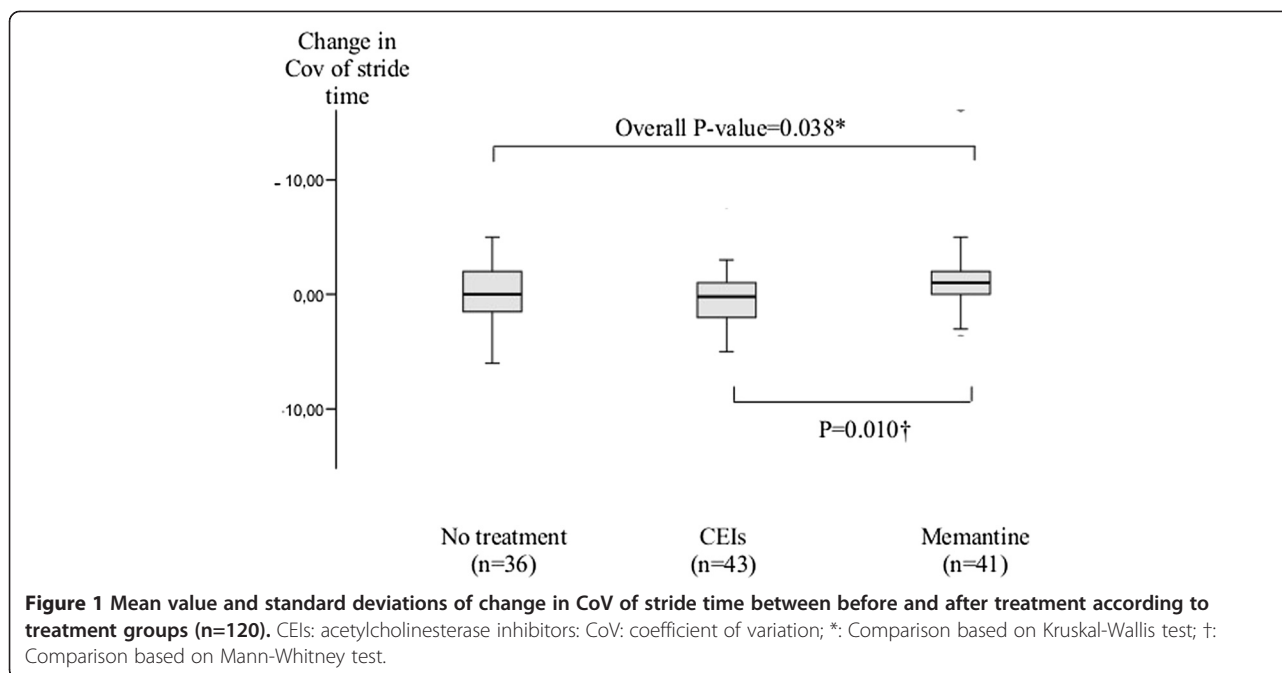 Change in
Cov of stride
time
Overall P-value=0.038*
- 10,00
0,00
-10,00
P=0.010†
No treatment
(n=36)
CEIs
(n=43)
Memantine
(n=41)
Figure 1 Mean value and standard deviations of change in CoV of stride time between before and after treatment according to
treatment groups (n=120). CEIs: acetylcholinesterase inhibitors: CoV: coefficient of variation; *: Comparison based on Kruskal-Wallis test; †:
Comparison based on Mann-Whitney test.